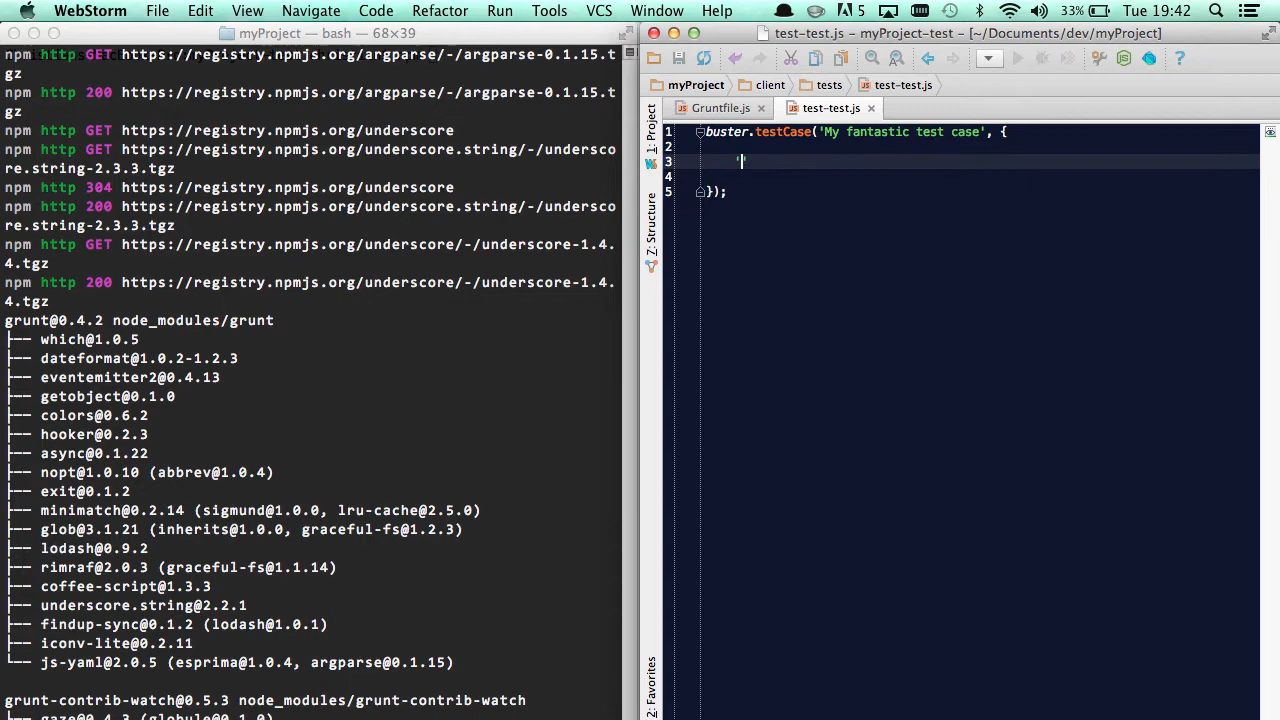 WebStorm File Edit View Navigate Code Refactor Run Tools VCS Window Help 5 33% Tue 19:42
myProject — bash — 68×39
npm http GET https://registry.npmjs.org/argparse/-/argparse-0.1.15.t
gz
npm http 200 https://registry.npmjs.org/argparse/-/argparse-0.1.15.t
gz
npm http GET https://registry.npmjs.org/underscore
npm http GET https://registry.npmjs.org/underscore.string/-/undersco
re.string-2.3.3.tgz
npm http 304 https://registry.npmjs.org/underscore
npm http 200 https://registry.npmjs.org/underscore.string/-/undersco
re.string-2.3.3.tgz
npm http GET https://registry.npmjs.org/underscore/-/underscore-1.4.
4.tgz
npm http 200 https://registry.npmjs.org/underscore/-/underscore-1.4.
4.tgz
grunt@0.4.2 node_modules/grunt
├── which@1.0.5
├── dateformat@1.0.2-1.2.3
├── eventemitter2@0.4.13
├── getobject@0.1.0
├── colors@0.6.2
├── hooker@0.2.3
├── async@0.1.22
├── nopt@1.0.10 (abbrev@1.0.4)
├── exit@0.1.2
├── minimatch@0.2.14 (sigmund@1.0.0, lru-cache@2.5.0)
├── glob@3.1.21 (inherits@1.0.0, graceful-fs@1.2.3)
├── lodash@0.9.2
├── rimraf@2.0.3 (graceful-fs@1.1.14)
├── coffee-script@1.3.3
├── underscore.string@2.2.1
├── findup-sync@0.1.2 (lodash@1.0.1)
├── iconv-lite@0.2.11
└── js-yaml@2.0.5 (esprima@1.0.4, argparse@0.1.15)
grunt-contrib-watch@0.5.3 node_modules/grunt-contrib-watch
├── gaze@0.4.3 (globule@0.1.0)
test-test.js – myProject-test – [~/Documents/dev/myProject]
myProject client tests test-test.js
Gruntfile.js test-test.js
1: Project
7: Structure
2: Favorites
1 buster.testCase('My fantastic test case', {
2
3 ''
4
5 });